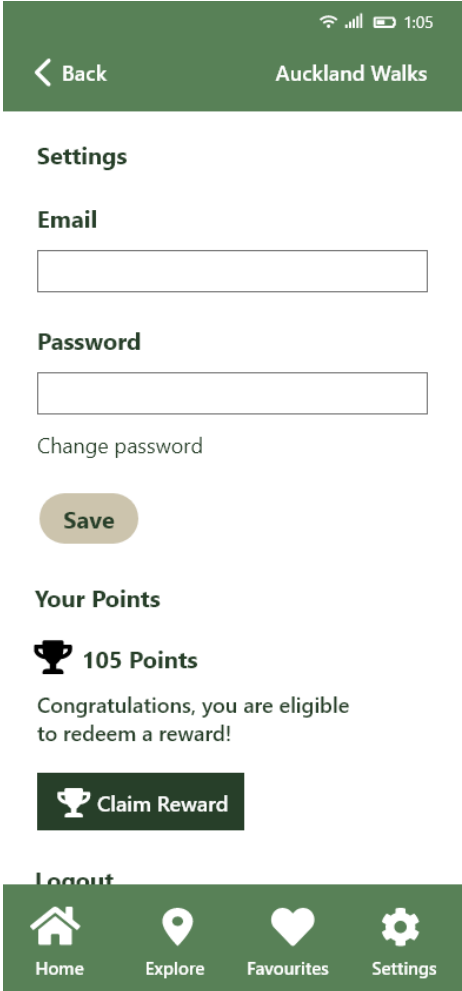 1:05
Back
Auckland Walks
Settings
Email
Password
Change password
Save
Your Points
105 Points
Congratulations, you are eligible
to redeem a reward!
Claim Reward
Logout
Home
Explore
Favourites
Settings